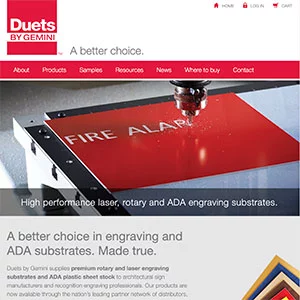 Duets
BY GEMINI
A better choice.
HOME
LOG IN
CART
About Products Samples Resources News Where to buy Contact
FIRE ALAR
High performance laser, rotary and ADA engraving substrates.
A better choice in engraving and
ADA substrates. Made true.
Duets by Gemini supplies premium rotary and laser engraving
substrates and ADA plastic sheet stock to architectural sign
manufacturers and recognition engraving professionals. Our products
are now available through the nation's leading partner network of distributors,